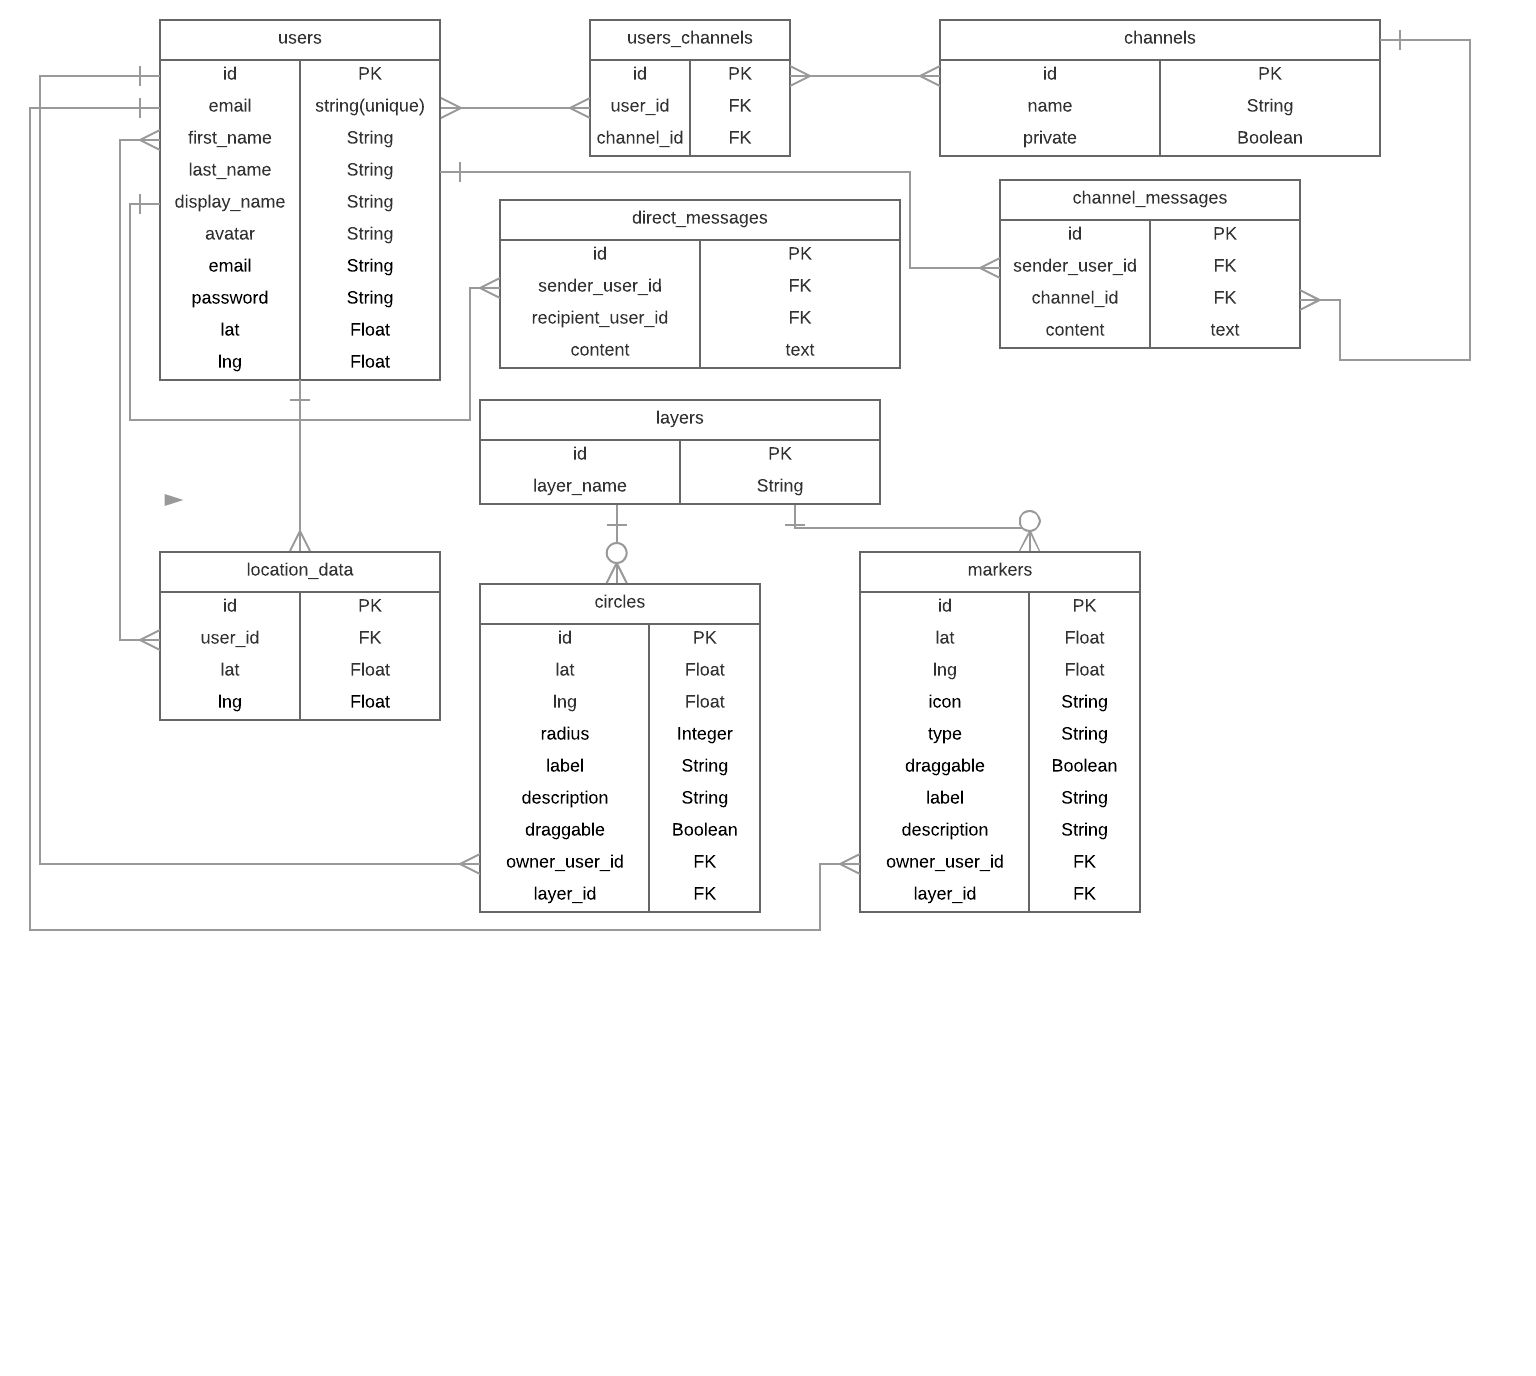 users
id PK
email string(unique)
first_name String
last_name String
display_name String
avatar String
email String
password String
lat Float
lng Float
users_channels
id PK
user_id FK
channel_id FK
channels
id PK
name String
private Boolean
direct_messages
id PK
sender_user_id FK
recipient_user_id FK
content text
channel_messages
id PK
sender_user_id FK
channel_id FK
content text
layers
id PK
layer_name String
location_data
id PK
user_id FK
lat Float
lng Float
circles
id PK
lat Float
lng Float
radius Integer
label String
description String
draggable Boolean
owner_user_id FK
layer_id FK
markers
id PK
lat Float
lng Float
icon String
type String
draggable Boolean
label String
description String
owner_user_id FK
layer_id FK